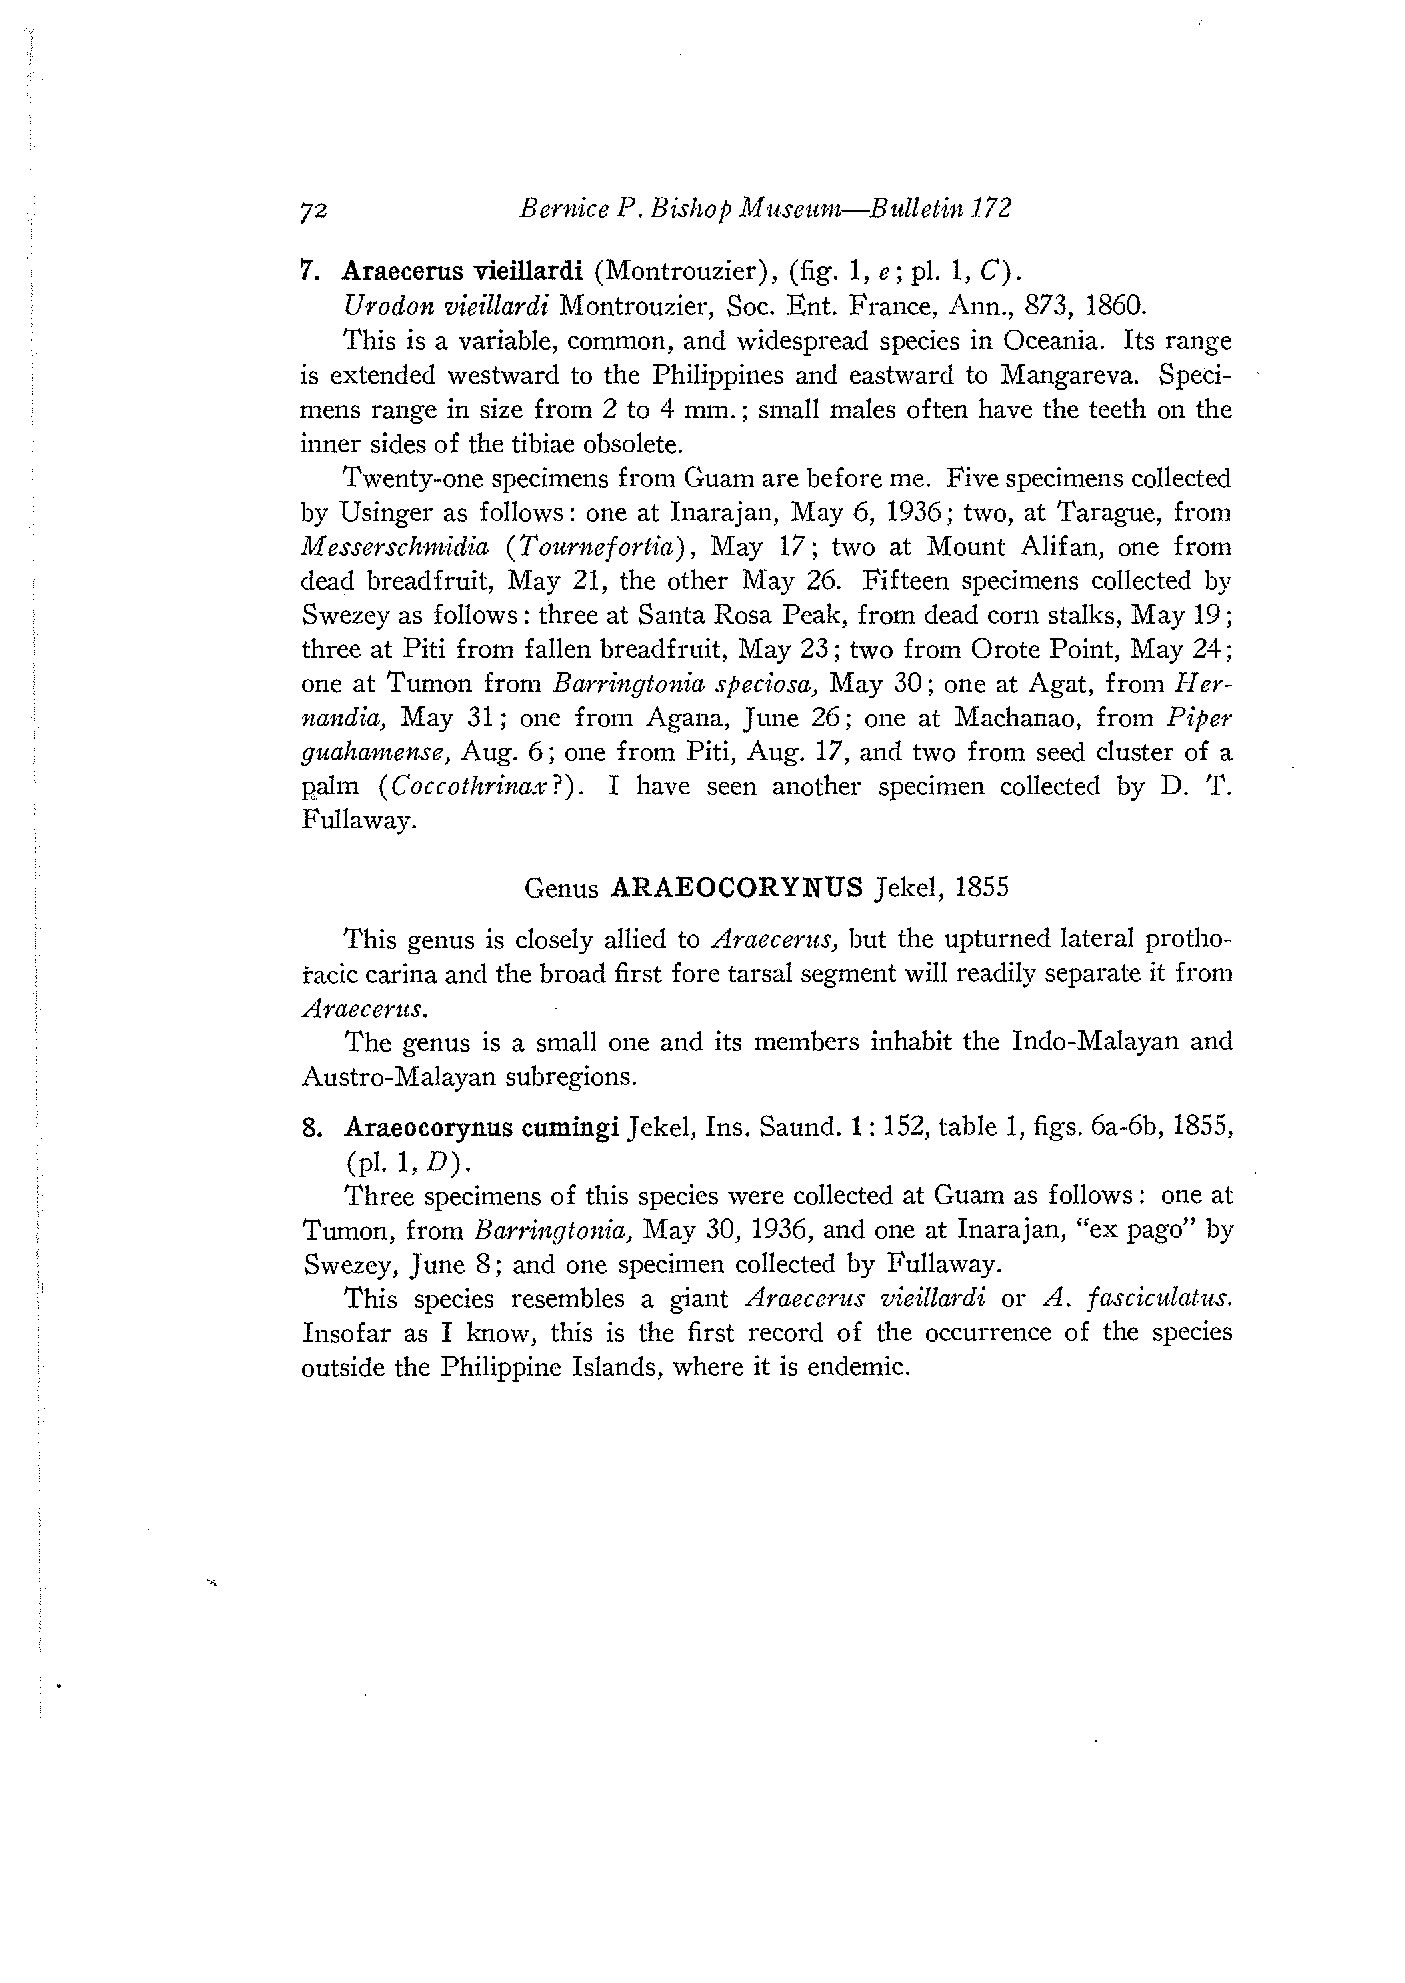 72 Bernice P. Bishop Museum—Bulletin 172
7. Araecerus vieillardi (Montrouzier), (fig. 1, e; pl. 1, C).
Urodon vieillardi Montrouzier, Soc. Ent. France, Ann., 873, 1860.
This is a variable, common, and widespread species in Oceania. Its range
is extended westward to the Philippines and eastward to Mangareva. Speci-
mens range in size from 2 to 4 mm.; small males often have the teeth on the
inner sides of the tibiae obsolete.
Twenty-one specimens from Guam are before me. Five specimens collected
by Usinger as follows: one at Inarajan, May 6, 1936; two, at Tarague, from
Messerschmidia (Tournefortia), May 17; two at Mount Alifan, one from
dead breadfruit, May 21, the other May 26. Fifteen specimens collected by
Swezey as follows: three at Santa Rosa Peak, from dead corn stalks, May 19;
three at Piti from fallen breadfruit, May 23; two from Orote Point, May 24;
one at Tumon from Barringtonia speciosa, May 30; one at Agat, from Her-
nandia, May 31; one from Agana, June 26; one at Machanao, from Piper
guahamense, Aug. 6; one from Piti, Aug. 17, and two from seed cluster of a
palm (Coccothrinax?). I have seen another specimen collected by D. T.
Fullaway.
Genus ARAEOCORYNUS Jekel, 1855
This genus is closely allied to Araecerus, but the upturned lateral protho-
racic carina and the broad first fore tarsal segment will readily separate it from
Araecerus.
The genus is a small one and its members inhabit the Indo-Malayan and
Austro-Malayan subregions.
8. Araeocorynus cumingi Jekel, Ins. Saund. 1: 152, table 1, figs. 6a-6b, 1855,
(pl. 1, D).
Three specimens of this species were collected at Guam as follows: one at
Tumon, from Barringtonia, May 30, 1936, and one at Inarajan, “ex pago” by
Swezey, June 8; and one specimen collected by Fullaway.
This species resembles a giant Araecerus vieillardi or A. fasciculatus.
Insofar as I know, this is the first record of the occurrence of the species
outside the Philippine Islands, where it is endemic.